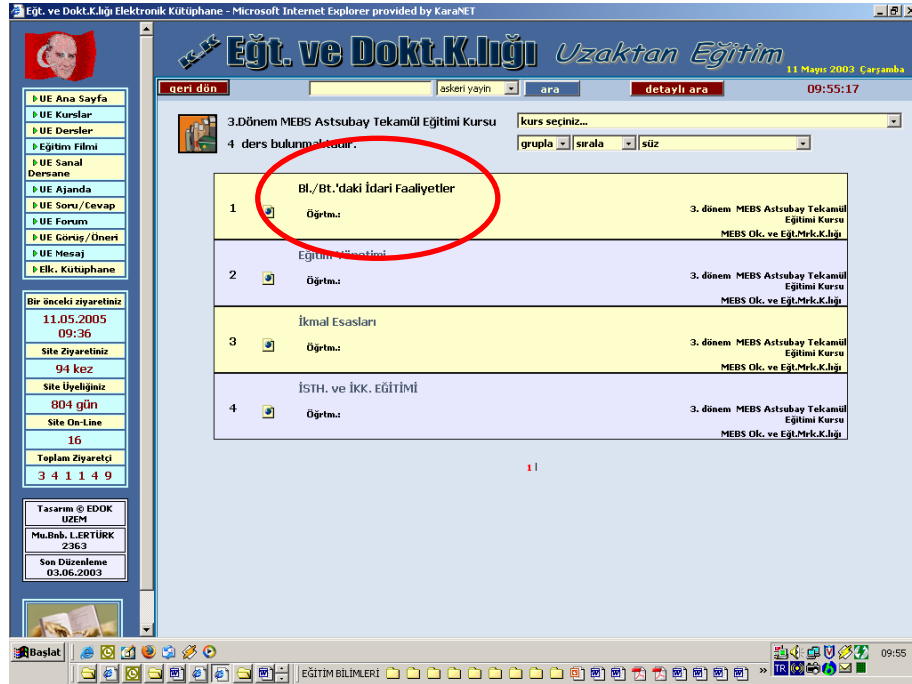 Eğt. ve Dokt.K.lığı Elektronik Kütüphane - Microsoft Internet Explorer provided by KaraNET
Eğt. ve Dokt.K.lığı Uzaktan Eğitim
11 Mayıs 2003 Çarşamba
geri dön
askeri yayin
ara
detaylı ara
09:55:17
UE Ana Sayfa
UE Kurslar
UE Dersler
Eğitim Filmi
UE Sanal
Dersane
UE Ajanda
UE Soru/Cevap
UE Forum
UE Görüş/Öneri
UE Mesaj
Elk. Kütüphane
Bir önceki ziyaretiniz
11.05.2005
09:36
Site Ziyaretiniz
94 kez
Site Üyeliğiniz
804 gün
Site On-Line
16
Toplam Ziyaretçi
3 4 1 1 4 9
Tasarım © EDOK
UZEM
Mu.Bnb. L.ERTÜRK
2363
Son Düzenleme
03.06.2003
3.Dönem MEBS Astsubay Tekamül Eğitimi Kursu
kurs seçiniz...
4 ders bulunmaktadır.
grupla sırala süz
1
Bl./Bt.'daki İdari Faaliyetler
Öğrtm.:
3. dönem MEBS Astsubay Tekamül
Eğitimi Kursu
MEBS Ok. ve Eğt.Mrk.K.lığı
2
Eğitim Yönetimi
Öğrtm.:
3. dönem MEBS Astsubay Tekamül
Eğitimi Kursu
MEBS Ok. ve Eğt.Mrk.K.lığı
3
İkmal Esasları
Öğrtm.:
3. dönem MEBS Astsubay Tekamül
Eğitimi Kursu
MEBS Ok. ve Eğt.Mrk.K.lığı
4
İSTH. ve İKK. EĞİTİMİ
Öğrtm.:
3. dönem MEBS Astsubay Tekamül
Eğitimi Kursu
MEBS Ok. ve Eğt.Mrk.K.lığı
1 |
Başlat
EĞİTİM BİLİMLERİ
»
TR
09:55